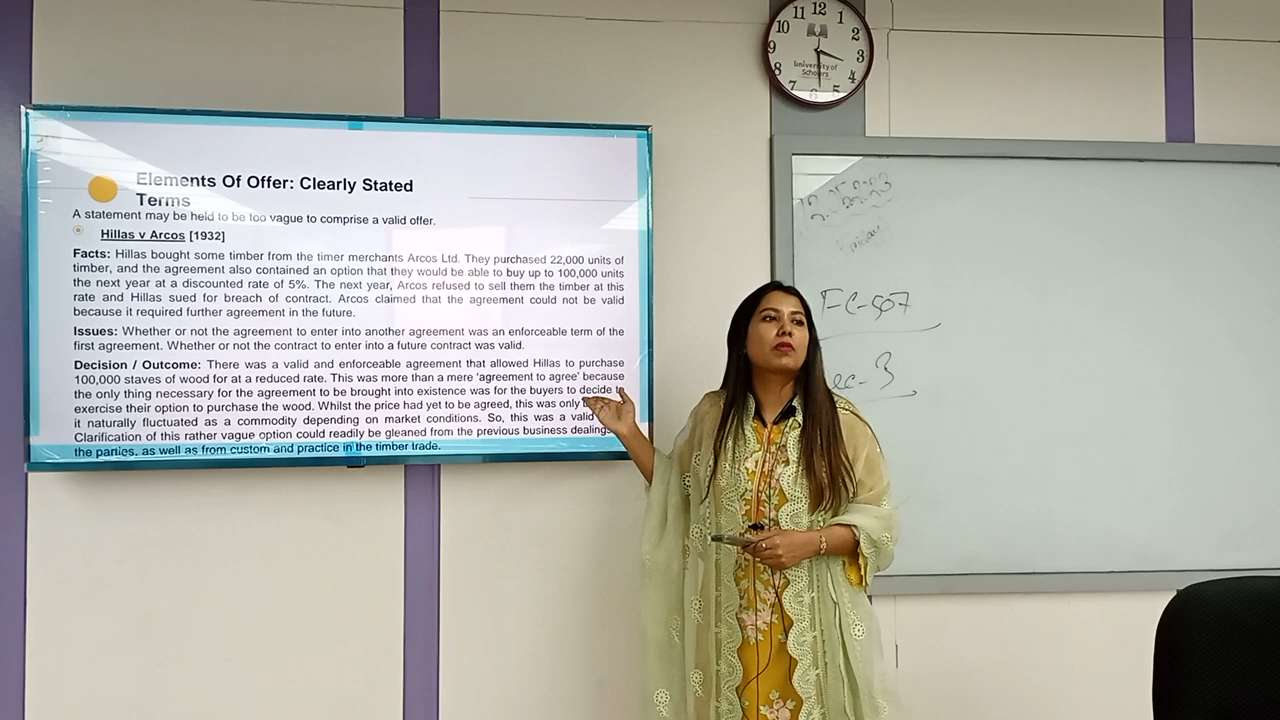 Elements Of Offer: Clearly Stated
Terms
A statement may be held to be too vague to comprise a valid offer.
Hillas v Arcos [1932]
Facts: Hillas bought some timber from the timer merchants Arcos Ltd. They purchased 22,000 units of
timber, and the agreement also contained an option that they would be able to buy up to 100,000 units
the next year at a discounted rate of 5%. The next year, Arcos refused to sell them the timber at this
rate and Hillas sued for breach of contract. Arcos claimed that the agreement could not be valid
because it required further agreement in the future.
Issues: Whether or not the agreement to enter into another agreement was an enforceable term of the
first agreement. Whether or not the contract to enter into a future contract was valid.
Decision / Outcome: There was a valid and enforceable agreement that allowed Hillas to purchase
100,000 staves of wood for at a reduced rate. This was more than a mere ‘agreement to agree’ because
the only thing necessary for the agreement to be brought into existence was for the buyers to decide
exercise their option to purchase the wood. Whilst the price had yet to be agreed, this was only
it naturally fluctuated as a commodity depending on market conditions. So, this was a valid
Clarification of this rather vague option could readily be gleaned from the previous business dealings
the parties, as well as from custom and practice in the timber trade.
11 12 1
10 2
9 3
8 4
7 6 5
University of
Scholars
FC-507
ec-3